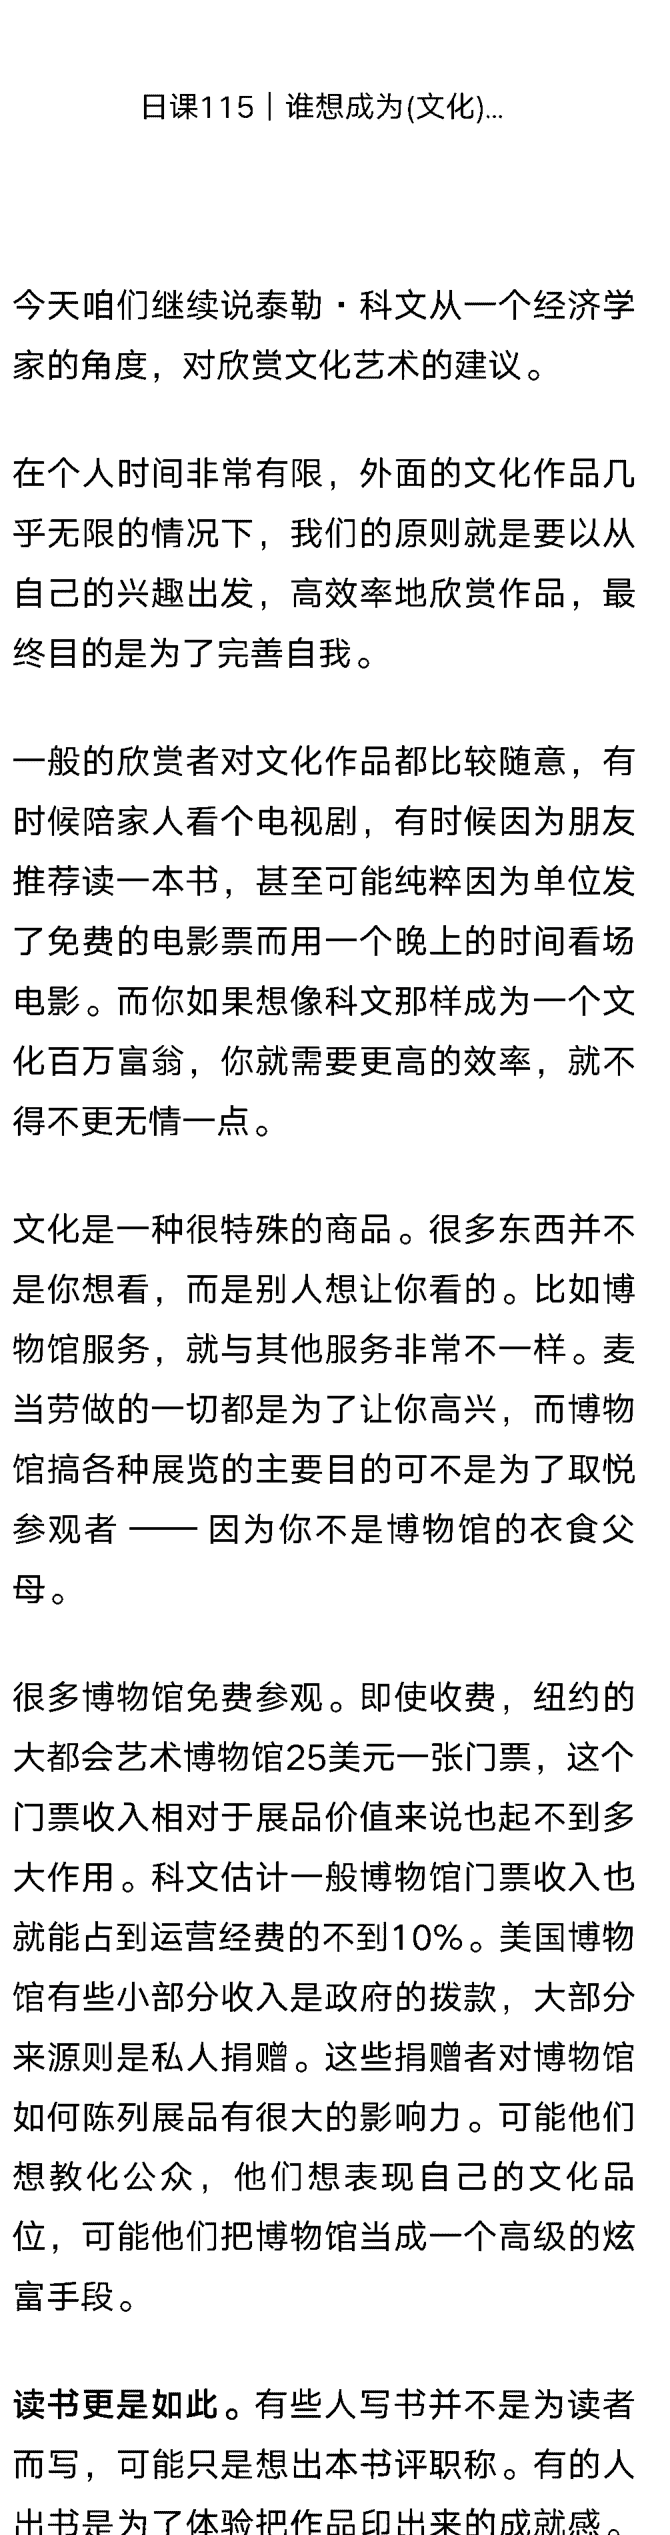 日课115｜谁想成为(文化)...
今天咱们继续说泰勒·科文从一个经济学
家的角度，对欣赏文化艺术的建议。
在个人时间非常有限，外面的文化作品几
乎无限的情况下，我们的原则就是要以从
自己的兴趣出发，高效率地欣赏作品，最
终目的是为了完善自我。
一般的欣赏者对文化作品都比较随意，有
时候陪家人看个电视剧，有时候因为朋友
推荐读一本书，甚至可能纯粹因为单位发
了免费的电影票而用一个晚上的时间看场
电影。而你如果想像科文那样成为一个文
化百万富翁，你就需要更高的效率，就不
得不更无情一点。
文化是一种很特殊的商品。很多东西并不
是你想看，而是别人想让你看的。比如博
物馆服务，就与其他服务非常不一样。麦
当劳做的一切都是为了让你高兴，而博物
馆搞各种展览的主要目的可不是为了取悦
参观者 —— 因为你不是博物馆的衣食父
母。
很多博物馆免费参观。即使收费，纽约的
大都会艺术博物馆25美元一张门票，这个
门票收入相对于展品价值来说也起不到多
大作用。科文估计一般博物馆门票收入也
就能占到运营经费的不到10%。美国博物
馆有些小部分收入是政府的拨款，大部分
来源则是私人捐赠。这些捐赠者对博物馆
如何陈列展品有很大的影响力。可能他们
想教化公众，他们想表现自己的文化品
位，可能他们把博物馆当成一个高级的炫
富手段。
读书更是如此。有些人写书并不是为读者
而写，可能只是想出本书评职称。有的人
出书是为了体验把作品印出来的成就感。